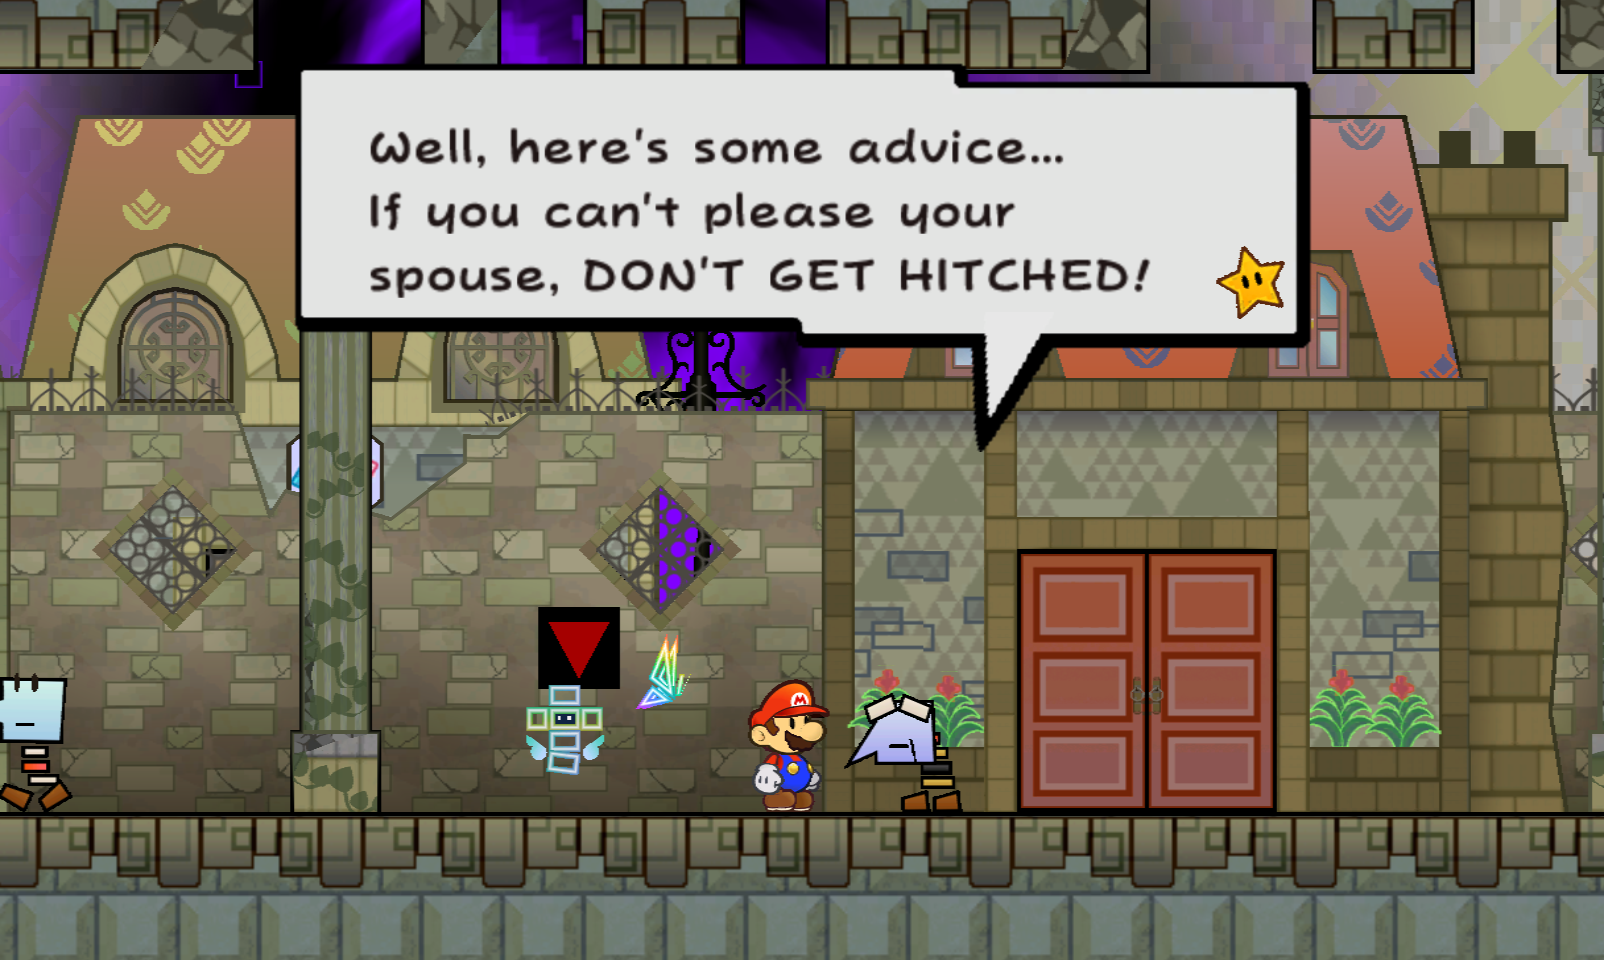 Well, here's some advice...
If you can't please your
spouse, DON'T GET HITCHED!
M